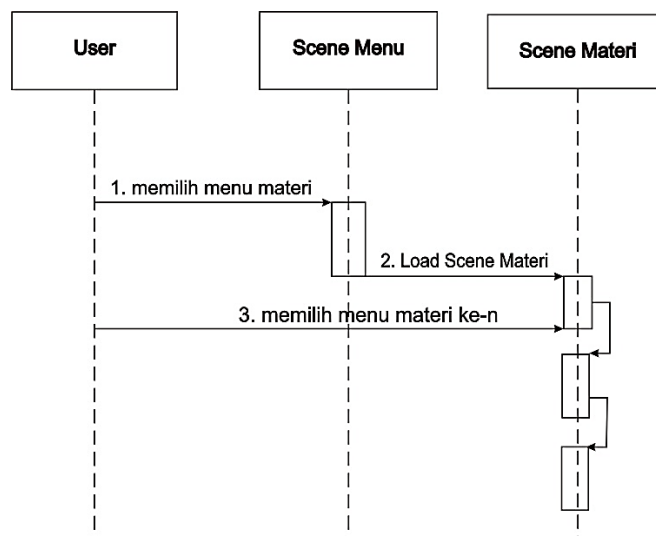 User
Scene Menu
Scene Materi
1. memilih menu materi
2. Load Scene Materi
3. memilih menu materi ke-n